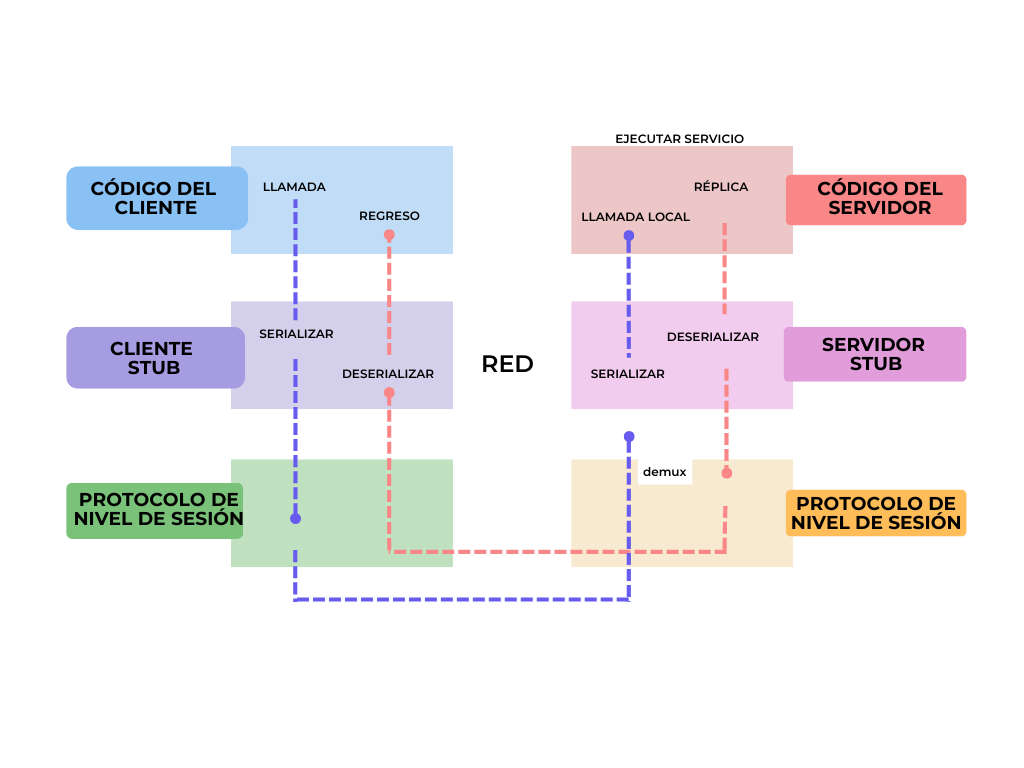 EJECUTAR SERVICIO
CÓDIGO DEL
CLIENTE
LLAMADA
REGRESO
RÉPLICA
LLAMADA LOCAL
CÓDIGO DEL
SERVIDOR
CLIENTE
STUB
SERIALIZAR
DESERIALIZAR
RED
DESERIALIZAR
SERIALIZAR
SERVIDOR
STUB
PROTOCOLO DE
NIVEL DE SESIÓN
demux
PROTOCOLO DE
NIVEL DE SESIÓN